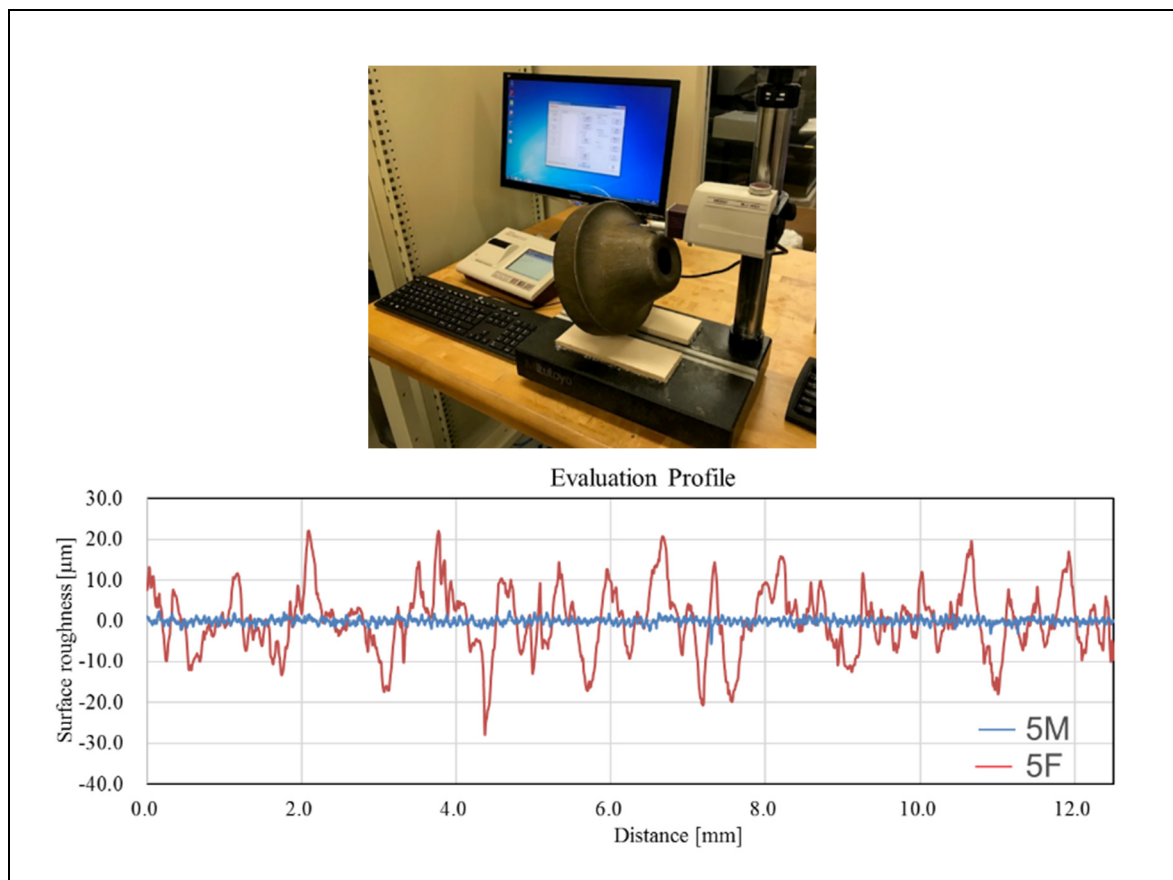 Mitutoyo
Evaluation Profile
Surface roughness [μm]
30.0
20.0
10.0
0.0
-10.0
-20.0
-30.0
-40.0
0.0 2.0 4.0 6.0 8.0 10.0 12.0
Distance [mm]
5M
5F